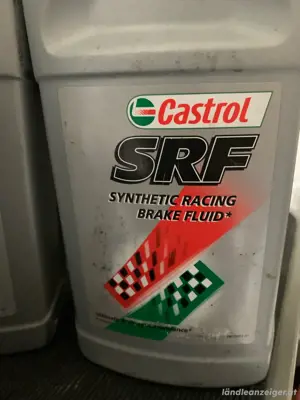 Castrol
SRF
SYNTHETIC RACING
BRAKE FLUID*
ländleanzeiger.at